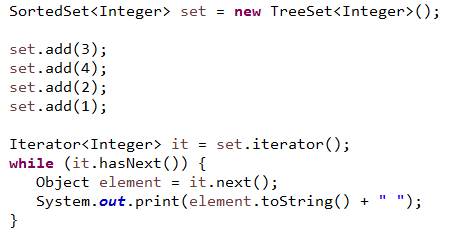 SortedSet<Integer> set = new TreeSet<Integer>();
set.add(3);
set.add(4);
set.add(2);
set.add(1);
Iterator<Integer> it = set.iterator();
while (it.hasNext()) {
Object element = it.next();
System.out.print(element.toString() + " ");
}